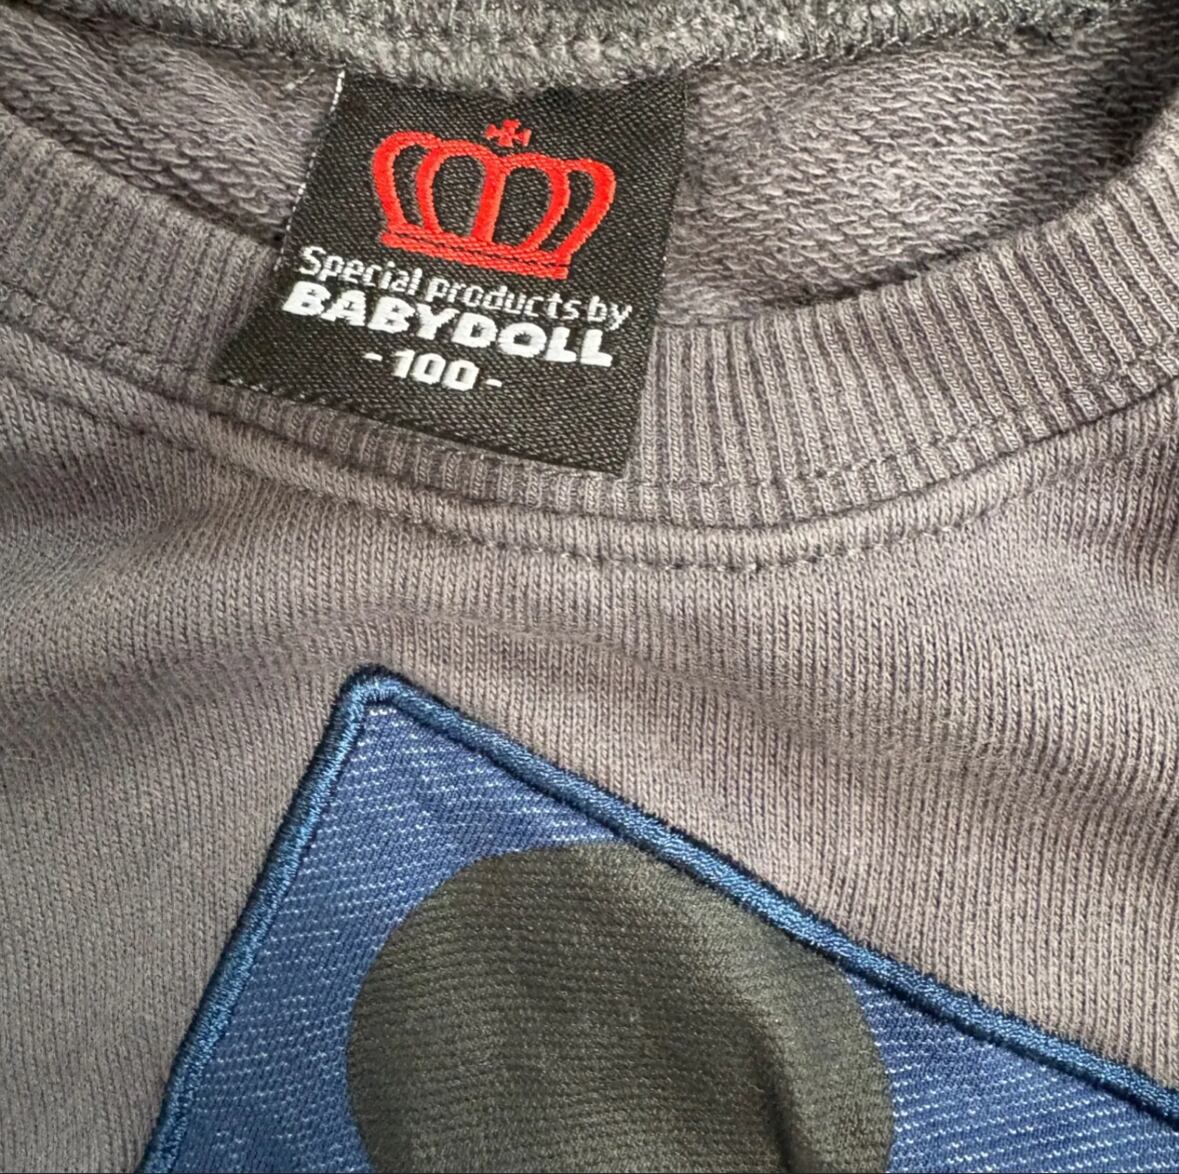 Special products by
BABYDOLL
- 100 -